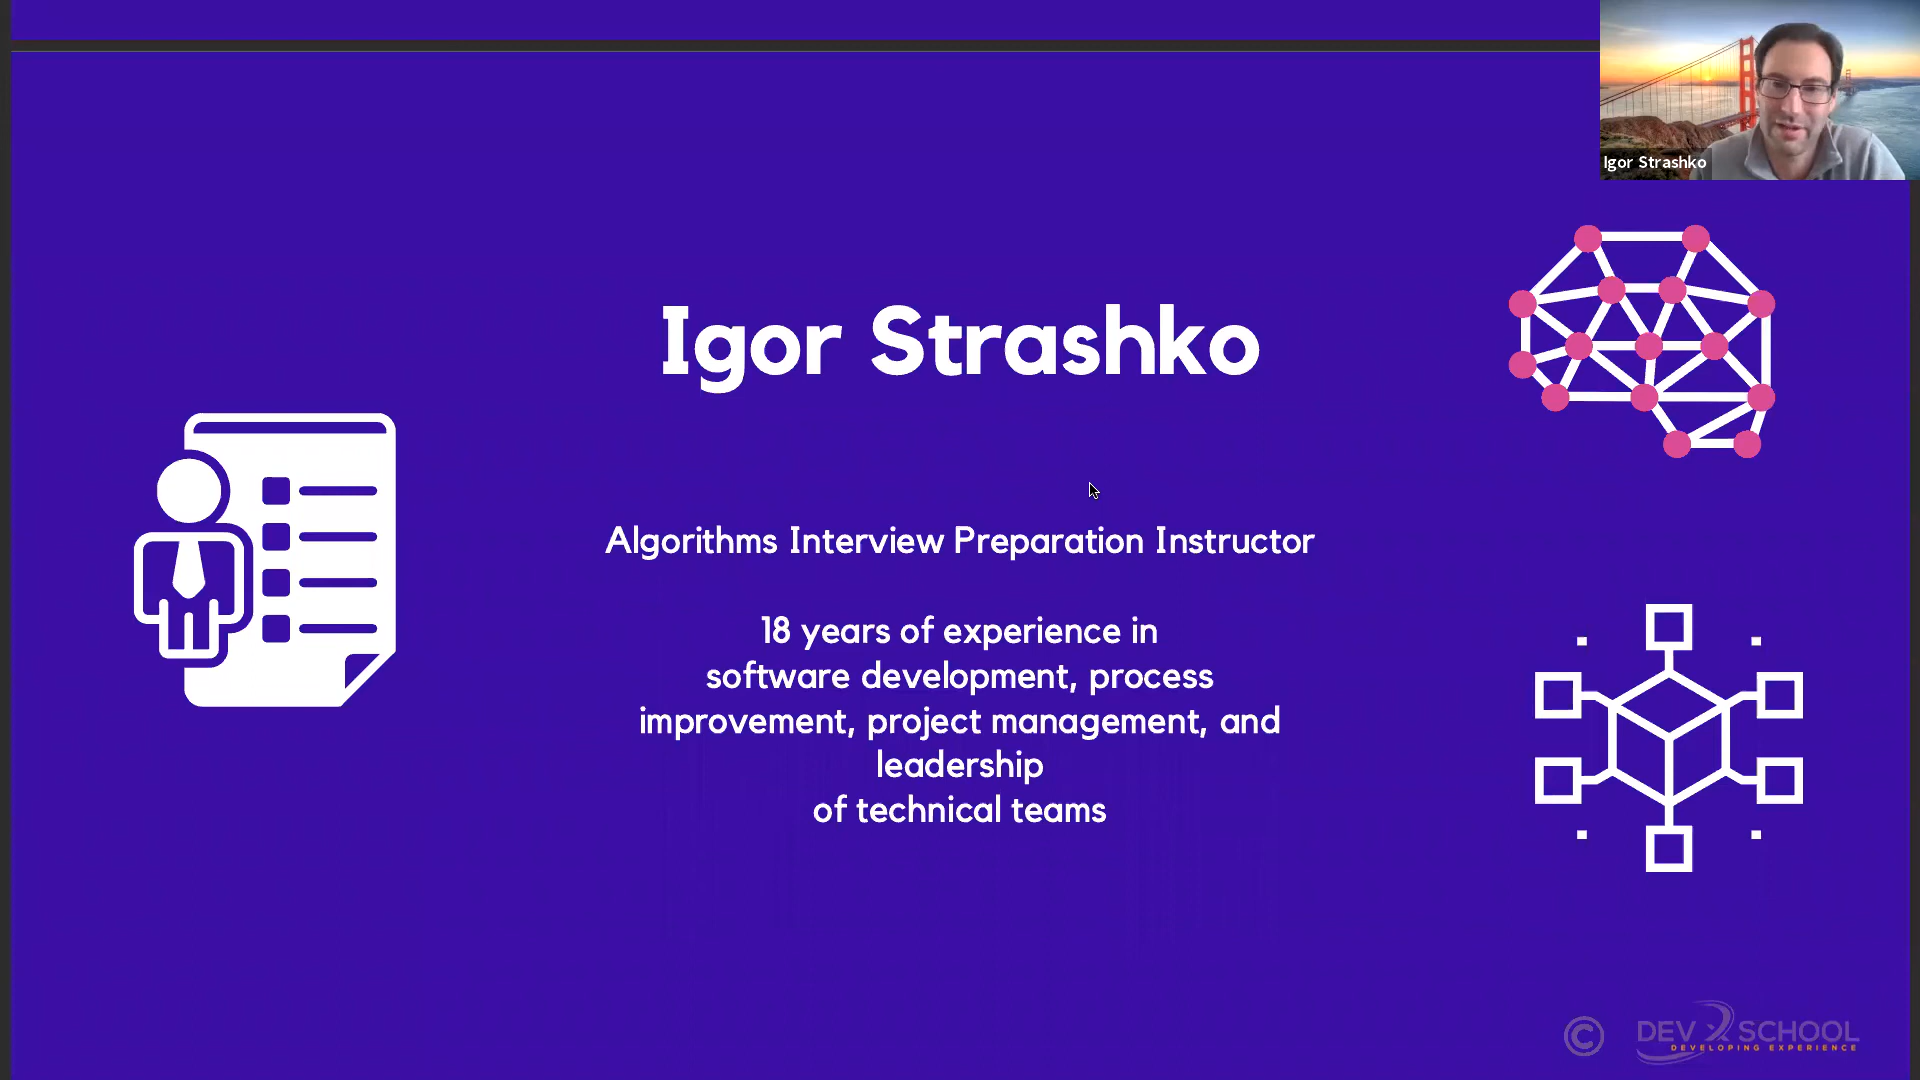 Igor Strashko
Igor Strashko
Algorithms Interview Preparation Instructor
18 years of experience in
software development, process
improvement, project management, and
leadership
of technical teams
© DEV X SCHOOL
DEVELOPING EXPERIENCE